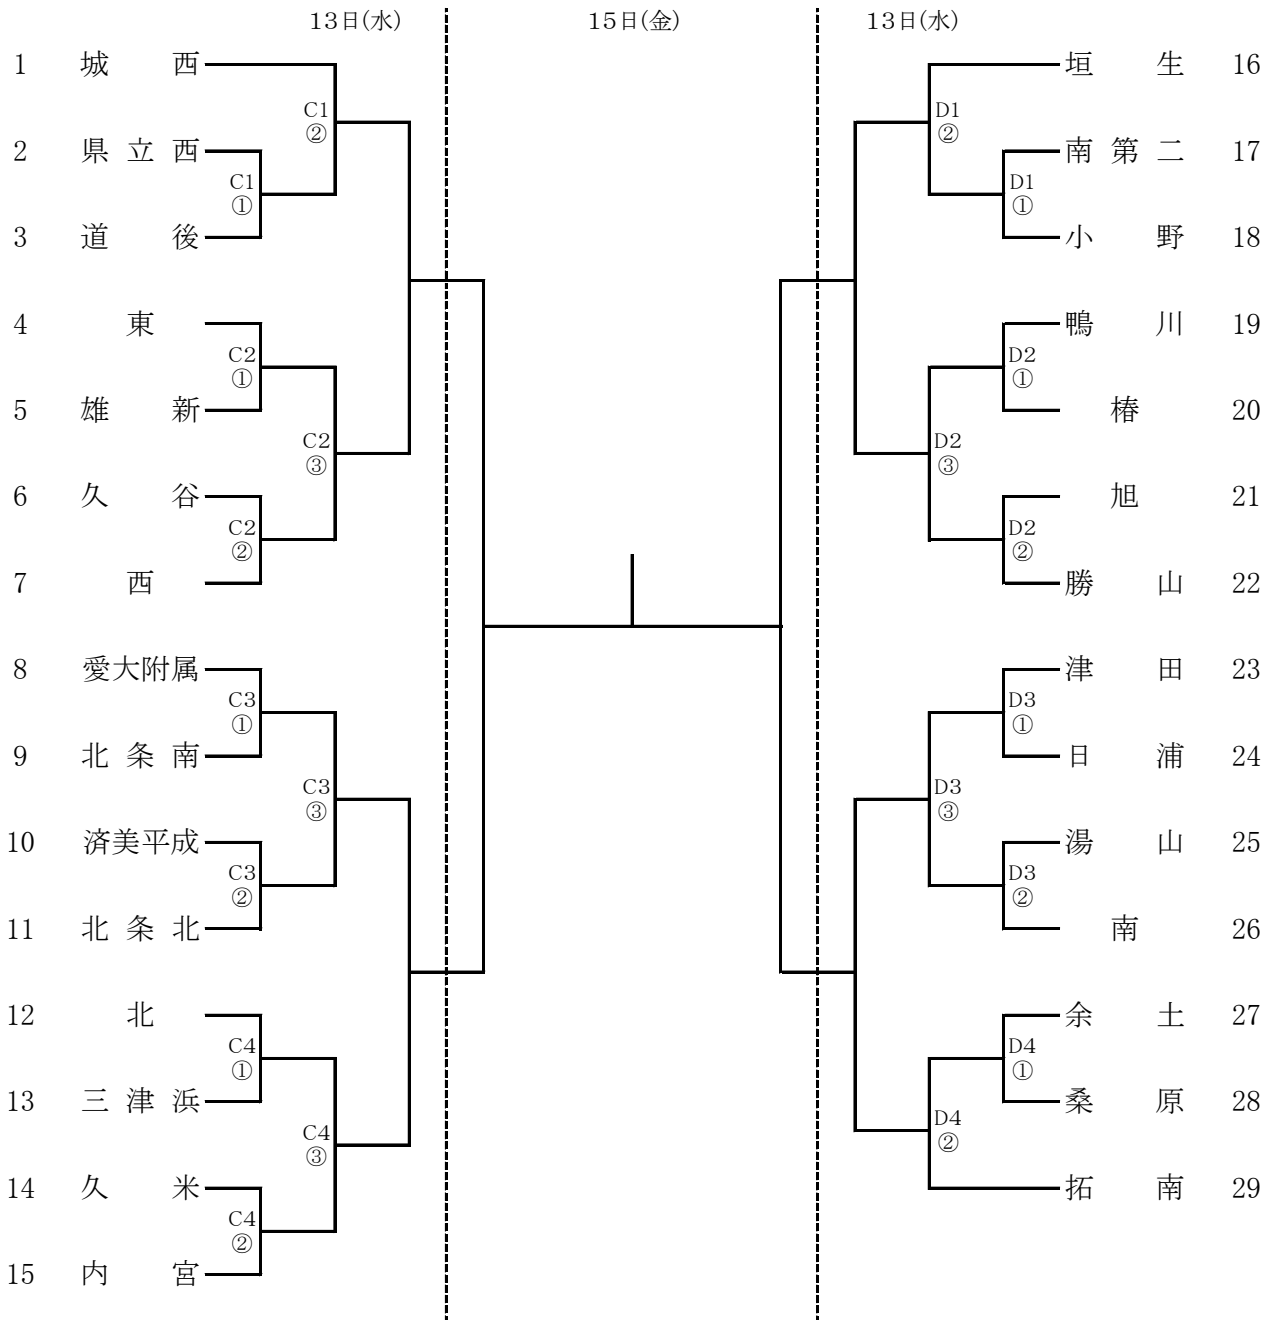 13日(水) 15日(金) 13日(水)
1 城西 垣生 16
C1 D1
② ②
2 県立西 南第二 17
C1 D1
① ①
3 道後 小野 18
4 東 鴨川 19
C2 D2
① ①
5 雄新 椿 20
C2 D2
③ ③
6 久谷 旭 21
C2 D2
② ②
7 西 勝山 22
8 愛大附属 津田 23
C3 D3
① ①
9 北条南 日浦 24
C3 D3
③ ③
10 済美平成 湯山 25
C3 D3
② ②
11 北条北 南 26
12 北 余土 27
C4 D4
① ①
13 三津浜 桑原 28
C4 D4
③ ②
14 久米 拓南 29
C4
②
15 内宮